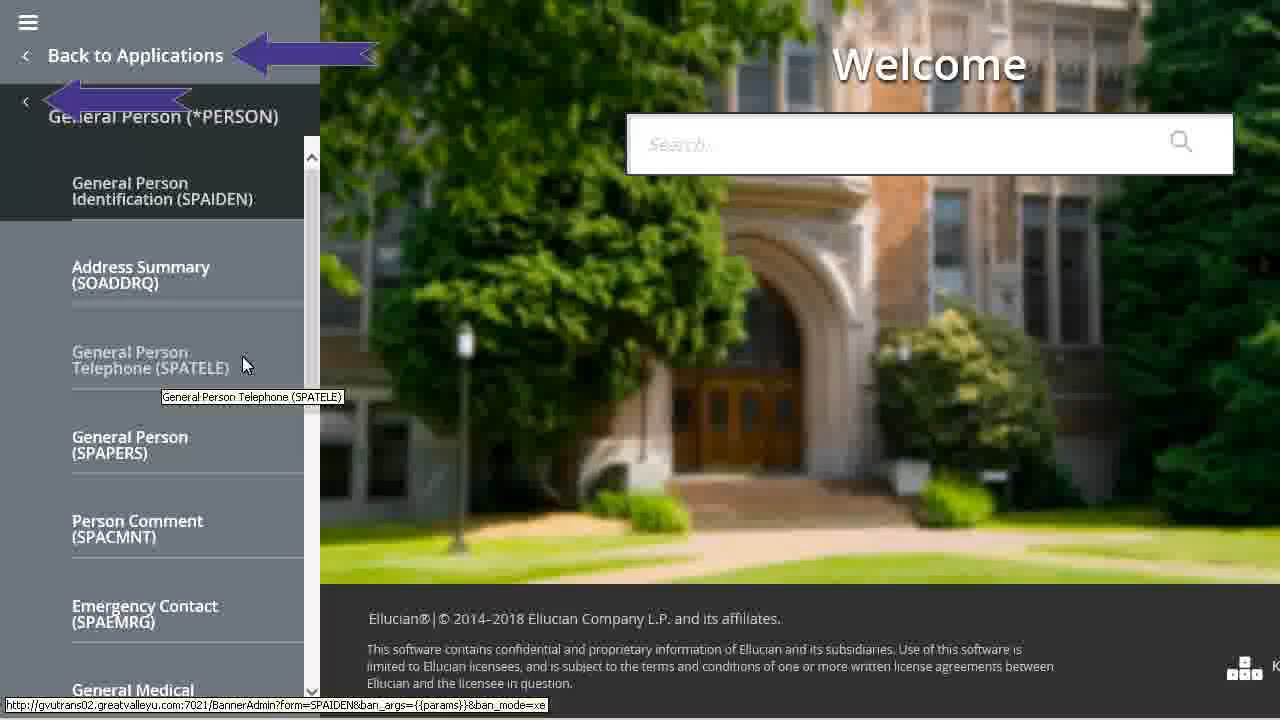 Back to Applications
General Person (*PERSON)
General Person
Identification (SPAIDEN)
Address Summary
(SOADDRQ)
General Person
Telephone (SPATELE)
General Person Telephone (SPATELE)
General Person
(SPAPERS)
Person Comment
(SPACMNT)
Emergency Contact
(SPAEMRG)
General Medical
http://gvutrans02.greatvalleyu.com:7021/BannerAdmin?form=SPAIDEN&ban_args={{params}}&ban_mode=xe
Welcome
Search...
Ellucian®|© 2014-2018 Ellucian Company L.P. and its affiliates.
This software contains confidential and proprietary information of Ellucian and its subsidiaries. Use of this software is
limited to Ellucian licensees, and is subject to the terms and conditions of one or more written license agreements between
Ellucian and the licensee in question.
K